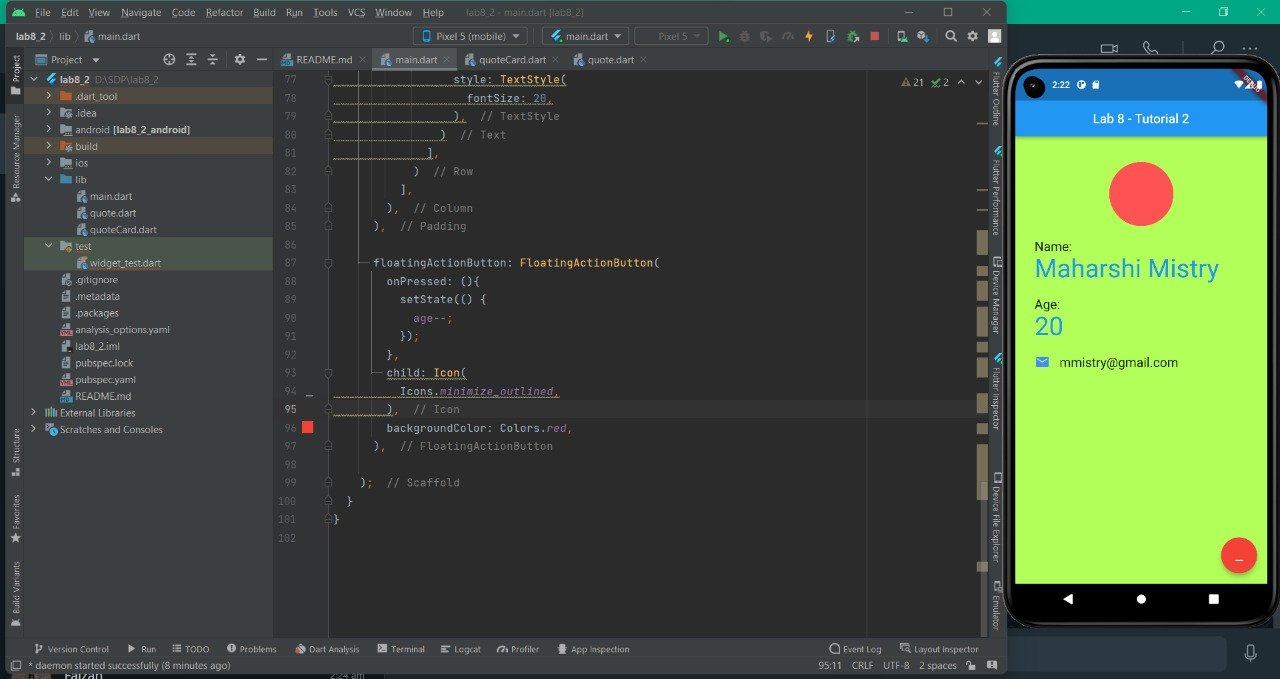 File Edit View Navigate Code Refactor Build Run Tools VCS Window Help lab8_2 - main.dart [lab8_2]
lab8_2 lib main.dart Pixel 5 (mobile) main.dart Pixel 5
Project README.md main.dart quoteCard.dart quote.dart
Project
Resource Manager
Structure
Favorites
Build Variants
lab8_2 D:\SDP\lab8_2
.dart_tool
.idea
android [lab8_2_android]
build
ios
lib
main.dart
quote.dart
quoteCard.dart
test
widget_test.dart
.gitignore
.metadata
.packages
analysis_options.yaml
lab8_2.iml
pubspec.lock
pubspec.yaml
README.md
External Libraries
Scratches and Consoles
21 2
77 style: TextStyle(
78 fontSize: 20,
79 ), // TextStyle
80 ) // Text
81 ],
82 ) // Row
83 ],
84 ), // Column
85 ), // Padding
86
87 floatingActionButton: FloatingActionButton(
88 onPressed: (){
89 setState(() {
90 age--;
91 });
92 },
93 child: Icon(
94 Icons.minimize_outlined,
95 ), // Icon
96 backgroundColor: Colors.red,
97 ), // FloatingActionButton
98
99 ); // Scaffold
100 }
101 }
102
Flutter Outline
Flutter Performance
Device Manager
Flutter Inspector
Device File Explorer
Emulator
Version Control Run TODO Problems Dart Analysis Terminal Logcat Profiler App Inspection Event Log Layout Inspector
* daemon started successfully (8 minutes ago) 95:11 CRLF UTF-8 2 spaces
Faizan 2:24 am
2:22
DEBUG
Lab 8 - Tutorial 2
Name:
Maharshi Mistry
Age:
20
mmistry@gmail.com